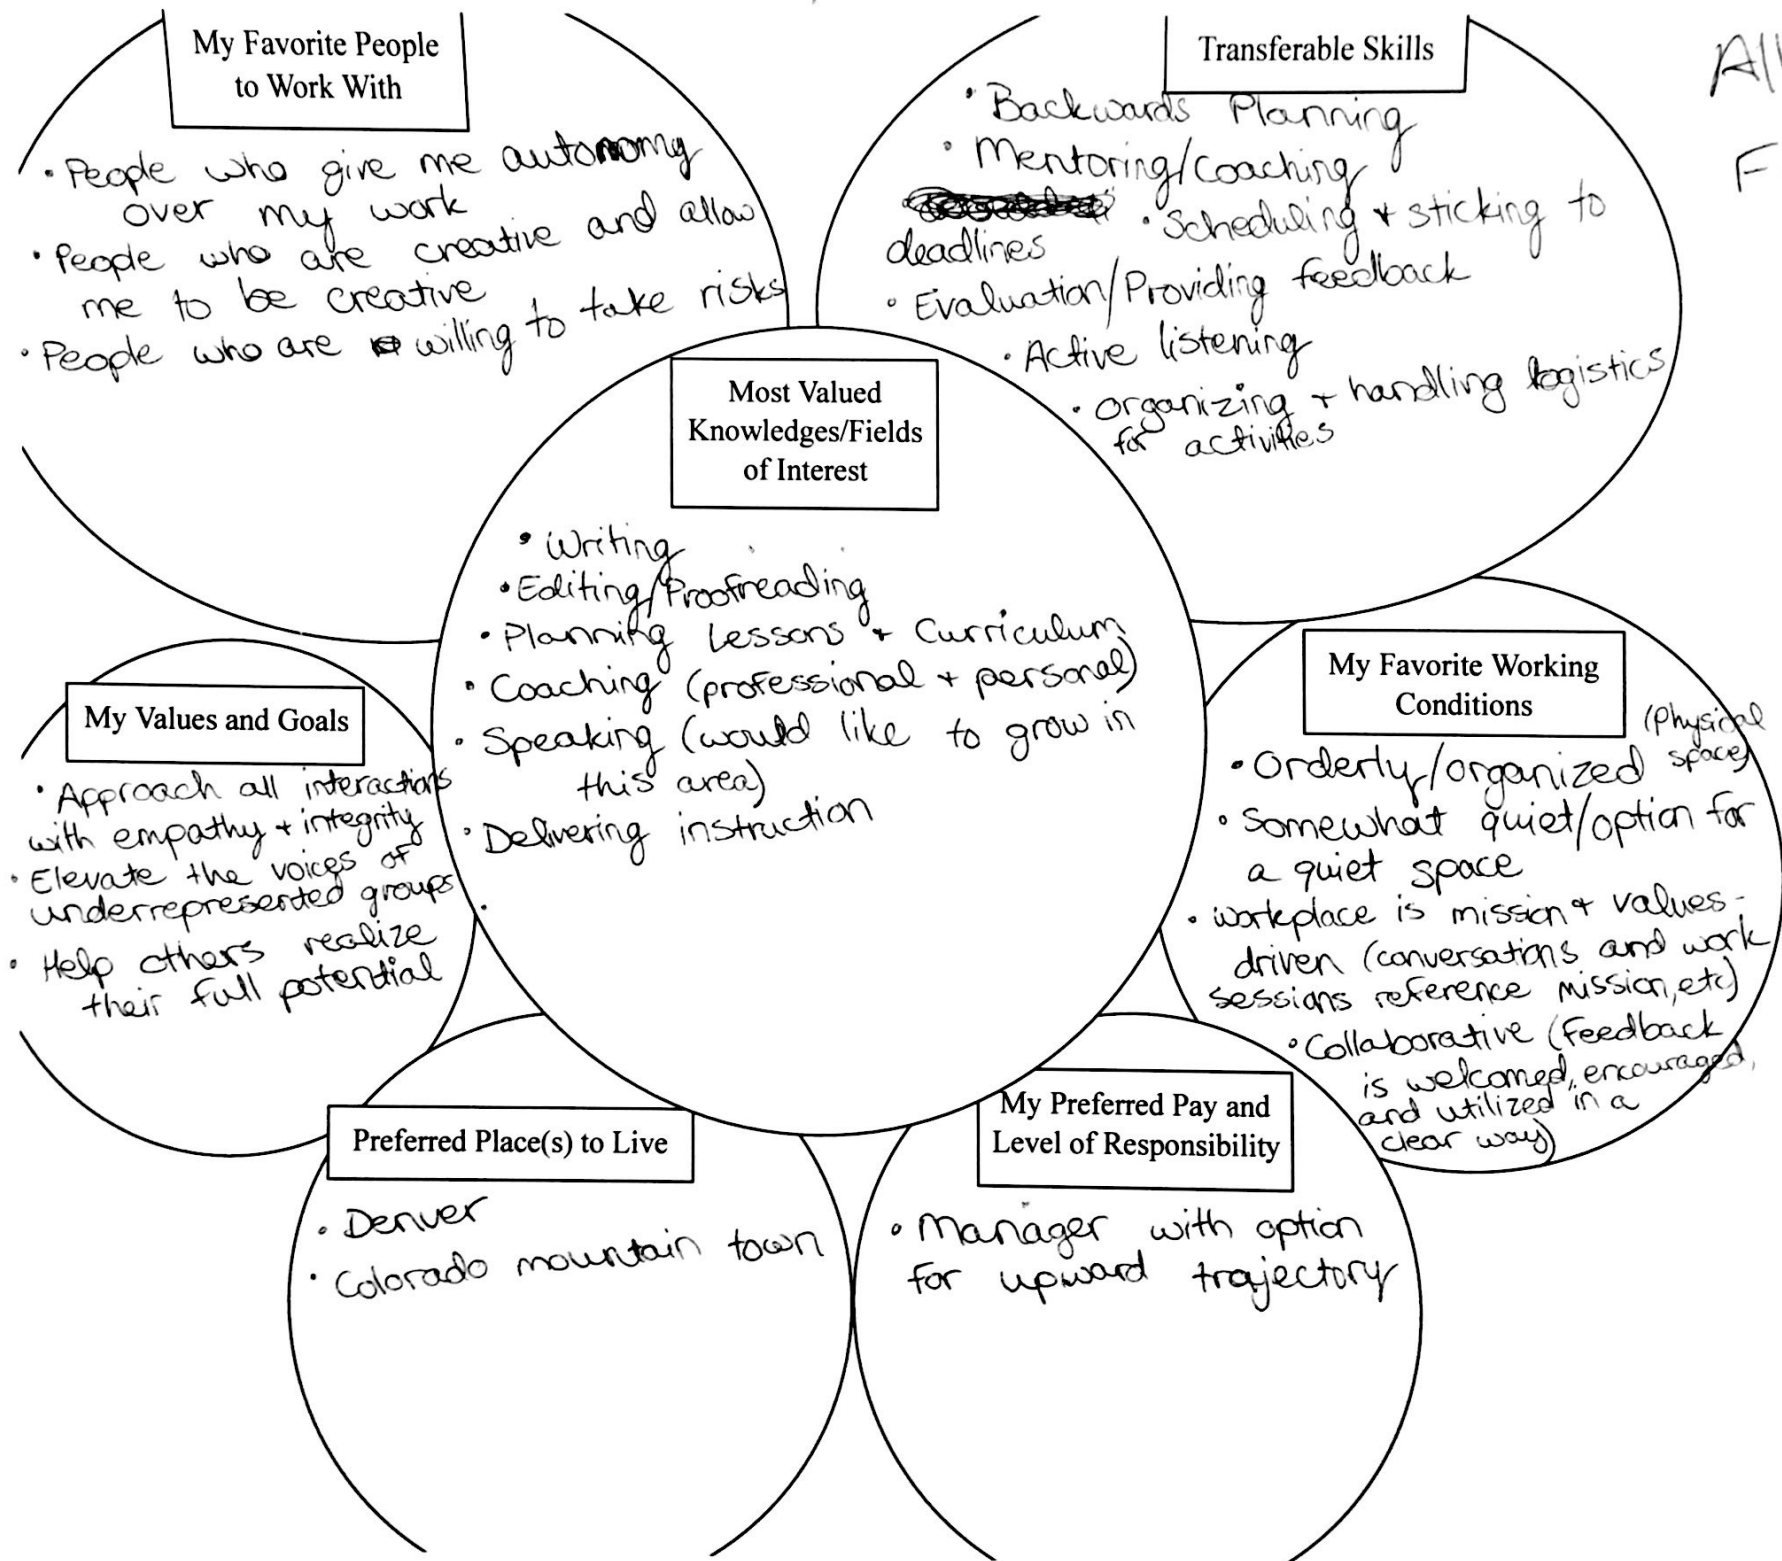 My Favorite People
to Work With
• People who give me autonomy
over my work
• People who are creative and allow
me to be creative
• People who are willing to take risks
Transferable Skills
• Backwards Planning
• Mentoring/Coaching
• Scheduling + sticking to
deadlines
• Evaluation/Providing feedback
• Active listening
• Organizing + handling logistics
for activities
All
F
Most Valued
Knowledges/Fields
of Interest
• Writing
• Editing/Proofreading
• Planning Lessons + Curriculum
• Coaching (professional + personal)
• Speaking (would like to grow in
this area)
• Delivering instruction
•
My Values and Goals
• Approach all interactions
with empathy + integrity
• Elevate the voices of
underrepresented groups
• Help others realize
their full potential
My Favorite Working
Conditions
• Orderly/organized (Physical
space)
• Somewhat quiet/option for
a quiet space
• Workplace is mission + values-
driven (conversations and work
sessions reference mission, etc)
• Collaborative (Feedback
is welcomed, encouraged,
and utilized in a
clear way)
Preferred Place(s) to Live
• Denver
• Colorado mountain town
My Preferred Pay and
Level of Responsibility
• Manager with option
for upward trajectory